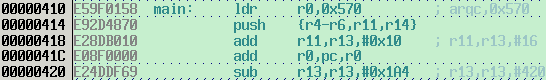 00000410 E59F0158 main: ldr r0,0x570 ; argc,0x570
00000414 E92D4870 push {r4-r6,r11,r14}
00000418 E28DB010 add r11,r13,#0x10 ; r11,r13,#16
0000041C E08F0000 add r0,pc,r0
00000420 E24DDF69 sub r13,r13,#0x1A4 ; r13,r13,#420